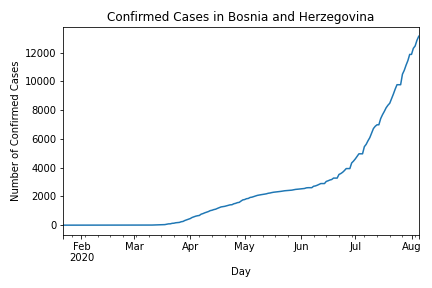 Confirmed Cases in Bosnia and Herzegovina
Number of Confirmed Cases
12000
10000
8000
6000
4000
2000
0
Feb
2020
Mar
Apr
May
Jun
Jul
Aug
Day